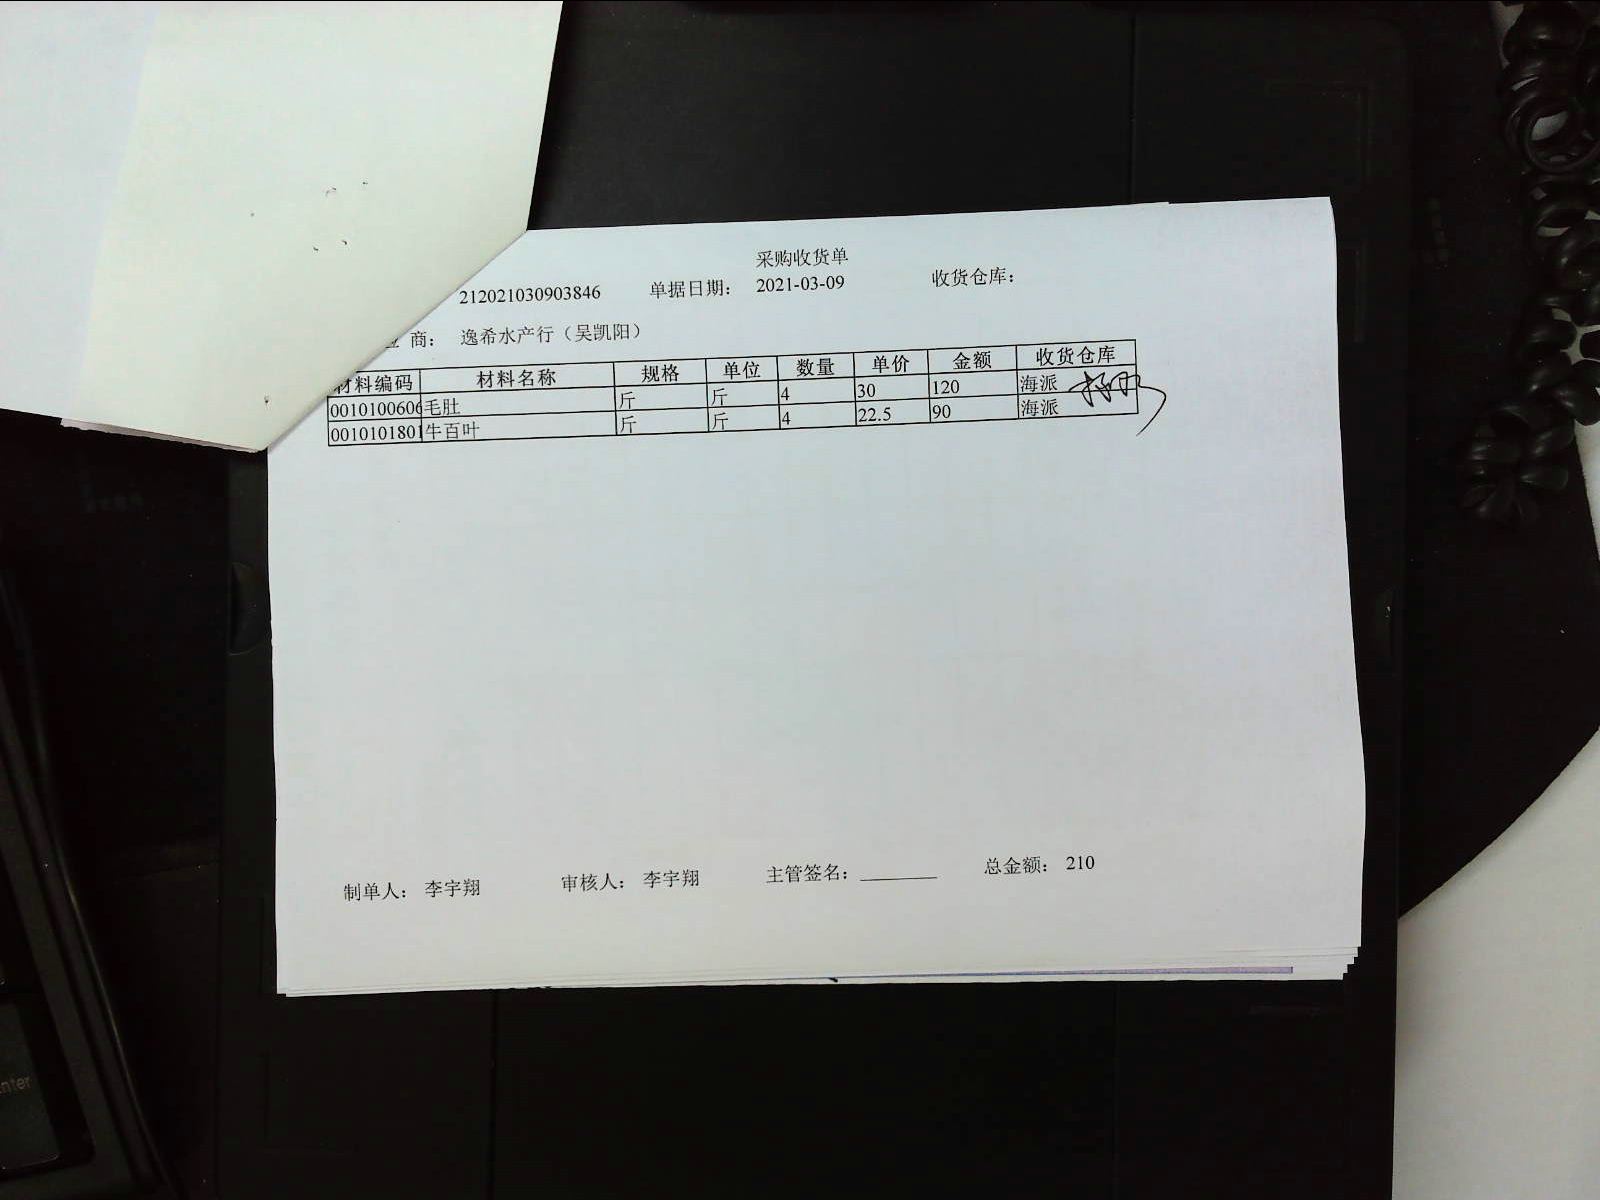 采购收货单
212021030903846 单据日期: 2021-03-09 收货仓库:
商: 逸希水产行（吴凯阳）
材料编码 材料名称 规格 单位 数量 单价 金额 收货仓库
0010100606 毛肚 斤 斤 4 30 120 海派
0010101801 牛百叶 斤 斤 4 22.5 90 海派
制单人: 李宇翔 审核人: 李宇翔 主管签名: 总金额: 210